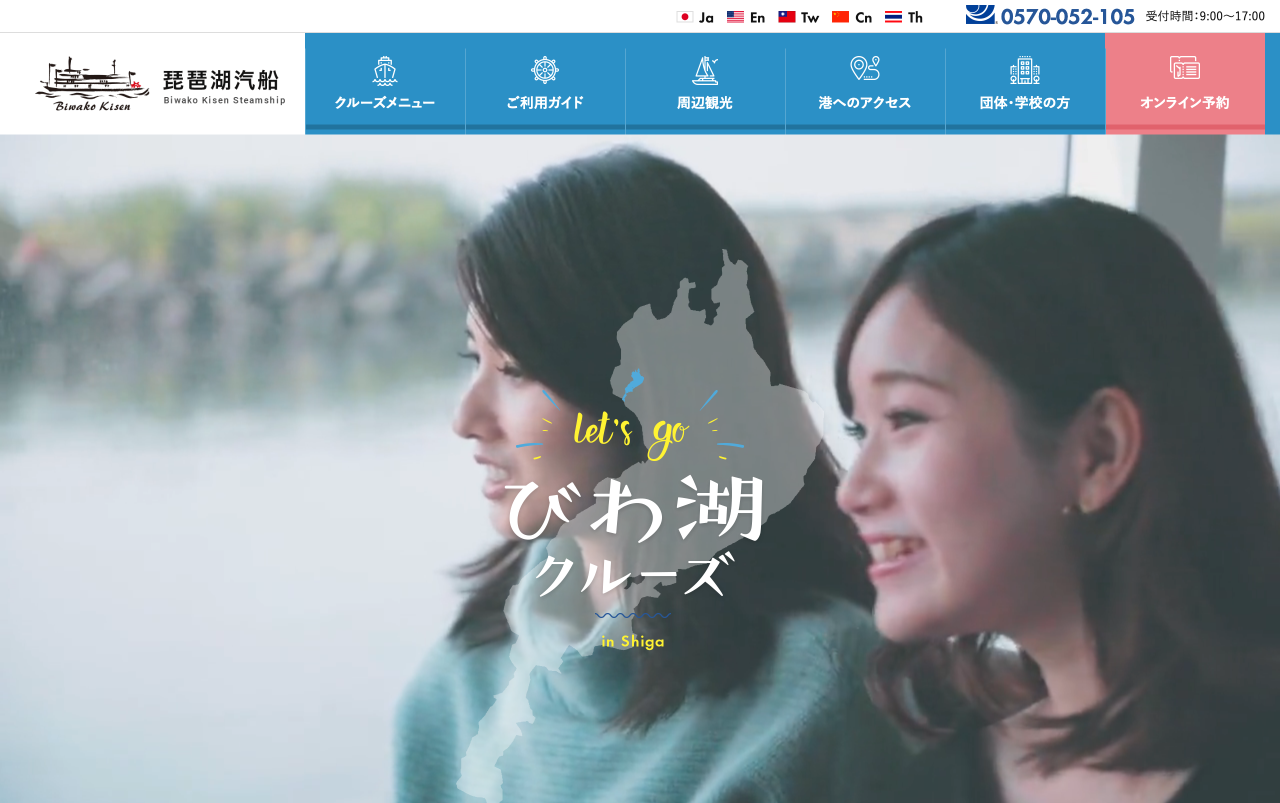 Ja En Tw Cn Th 0570-052-105 受付時間:9:00〜17:00
琵琶湖汽船
Biwako Kisen Steamship
Biwako Kisen
クルーズメニュー ご利用ガイド 周辺観光 港へのアクセス 団体・学校の方 オンライン予約
let's go
びわ湖
クルーズ
in Shiga